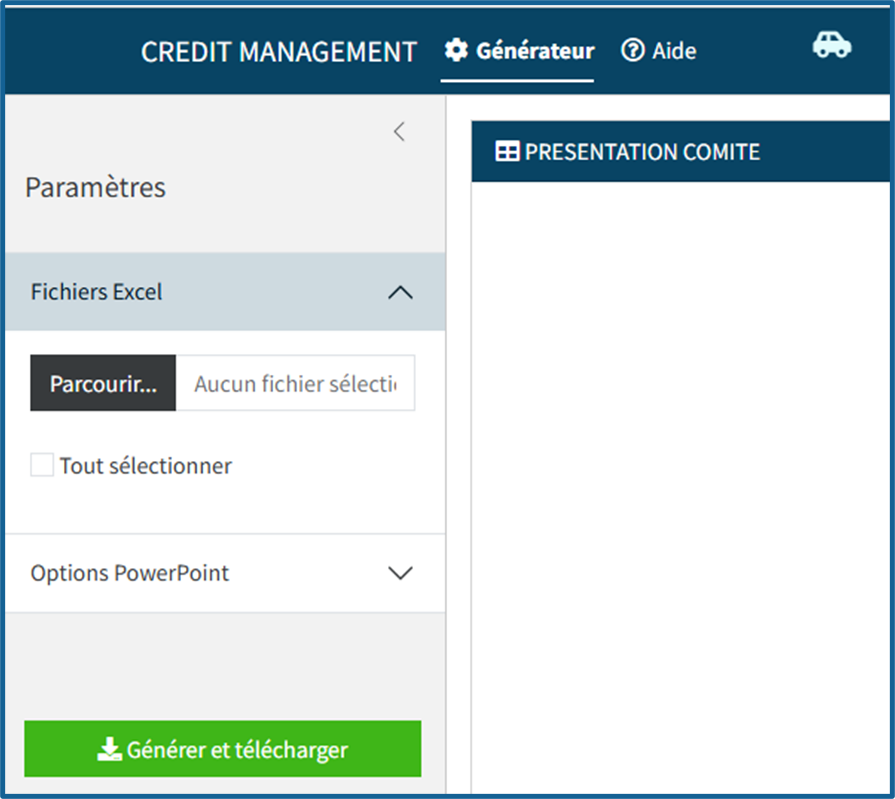 CREDIT MANAGEMENT Générateur Aide
PRESENTATION COMITE
Paramètres
Fichiers Excel
Parcourir... Aucun fichier sélecti
Tout sélectionner
Options PowerPoint
Générer et télécharger